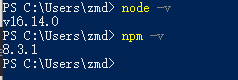 PS C:\Users\zmd> node -v
v16.14.0
PS C:\Users\zmd> npm -v
8.3.1
PS C:\Users\zmd>